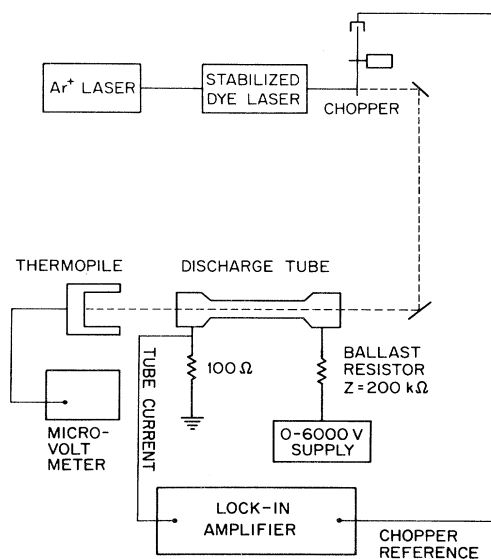 Ar+ LASER
STABILIZED
DYE LASER
CHOPPER
THERMOPILE
DISCHARGE TUBE
TUBE CURRENT
100 Ω
BALLAST
RESISTOR
Z = 200 kΩ
MICRO-
VOLT
METER
0-6000 V
SUPPLY
LOCK-IN
AMPLIFIER
CHOPPER
REFERENCE